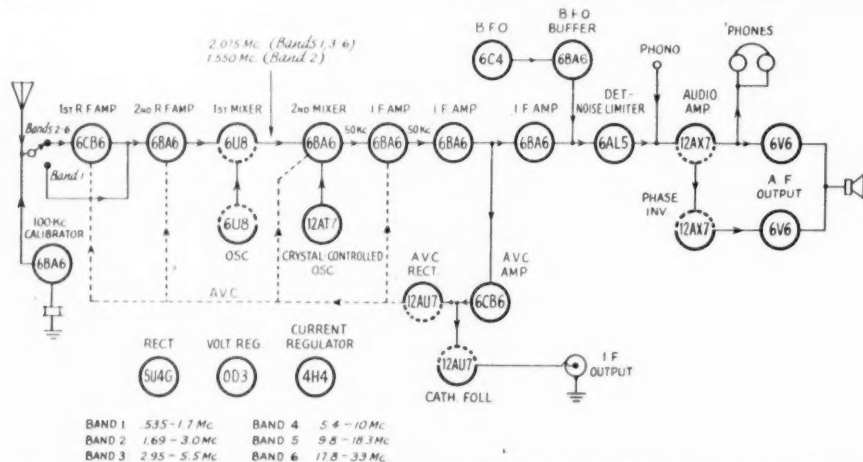 2.075 Mc. (Bands 1, 3-6)
1.550 Mc. (Band 2)
BFO
6C4
BFO
BUFFER
6BA6
PHONO
'PHONES
1ST R.F AMP
6CB6
2ND R.F AMP
6BA6
1ST MIXER
6U8
2ND MIXER
6BA6
50Kc
I.F AMP
6BA6
50 Kc
I.F AMP
6BA6
I.F AMP
6BA6
DET-
NOISE LIMITER
6AL5
AUDIO
AMP.
12AX7
6V6
A.F
OUTPUT
6V6
PHASE
INV.
12AX7
Bands 2-6
Band 1
100-Kc
CALIBRATOR
6BA6
6U8
OSC
12AT7
CRYSTAL-CONTROLLED
OSC.
A.V.C
A.V.C
RECT.
12AU7
A.V.C
AMP
6CB6
12AU7
CATH. FOLL
I.F
OUTPUT
RECT
5U4G
VOLT REG.
0D3
CURRENT
REGULATOR
4H4
BAND 1 .535-1.7 Mc
BAND 2 1.69-3.0 Mc
BAND 3 2.95-5.5 Mc
BAND 4 5.4-10 Mc
BAND 5 9.8-18.3 Mc
BAND 6 17.8-33 Mc